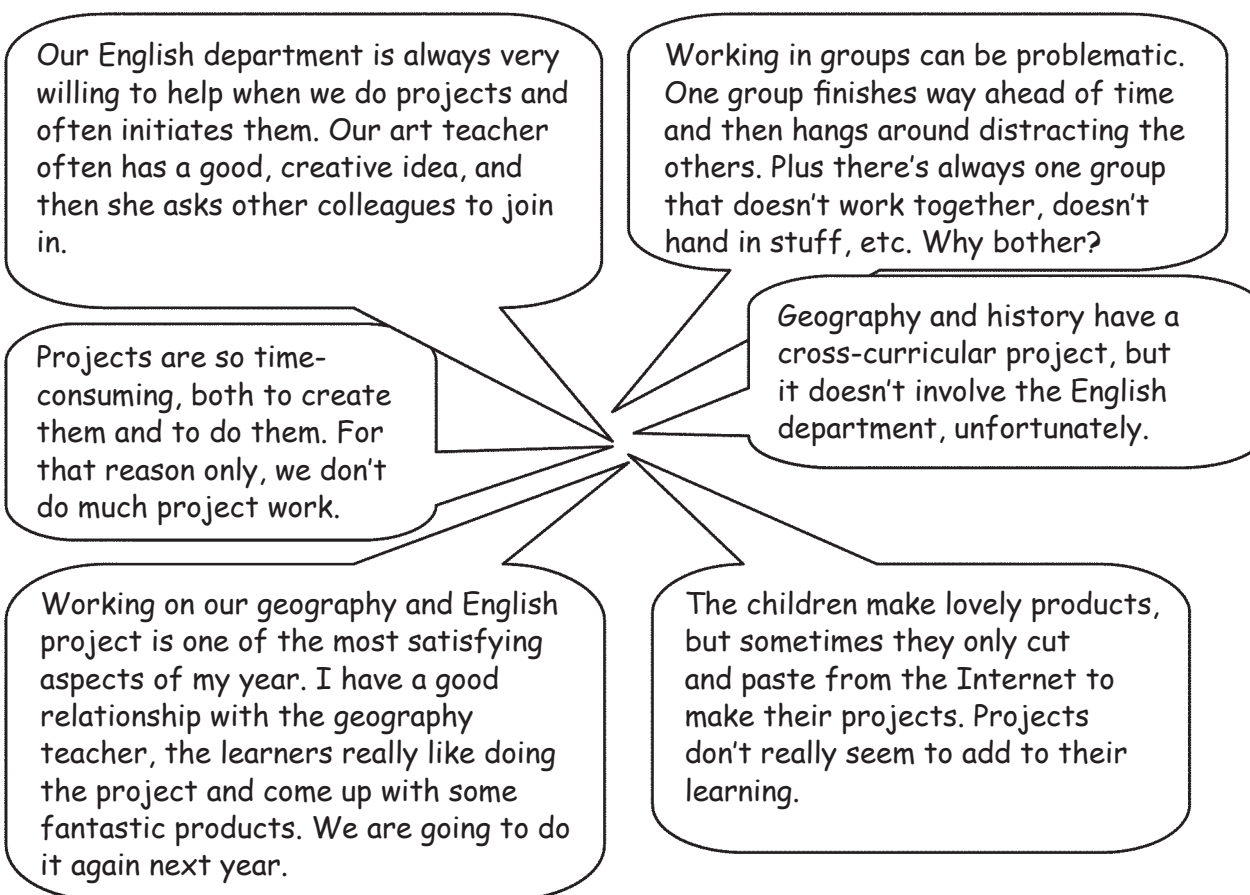 Our English department is always very
willing to help when we do projects and
often initiates them. Our art teacher
often has a good, creative idea, and
then she asks other colleagues to join
in.
Working in groups can be problematic.
One group finishes way ahead of time
and then hangs around distracting the
others. Plus there's always one group
that doesn't work together, doesn't
hand in stuff, etc. Why bother?
Projects are so time-
consuming, both to create
them and to do them. For
that reason only, we don't
do much project work.
Geography and history have a
cross-curricular project, but
it doesn't involve the English
department, unfortunately.
Working on our geography and English
project is one of the most satisfying
aspects of my year. I have a good
relationship with the geography
teacher, the learners really like doing
the project and come up with some
fantastic products. We are going to do
it again next year.
The children make lovely products,
but sometimes they only cut
and paste from the Internet to
make their projects. Projects
don't really seem to add to their
learning.